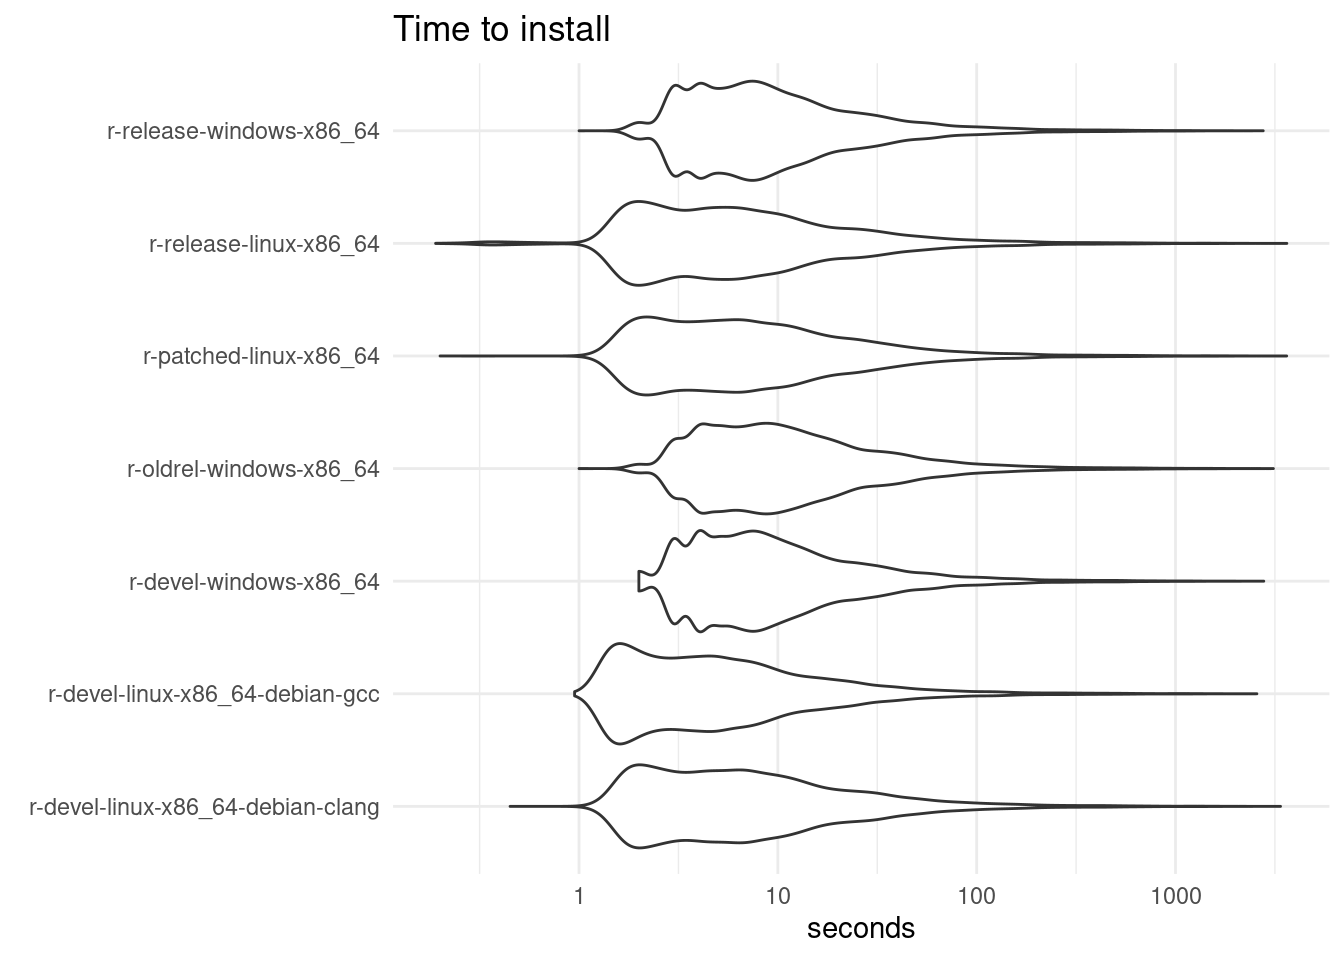 Time to install
r-release-windows-x86_64
r-release-linux-x86_64
r-patched-linux-x86_64
r-oldrel-windows-x86_64
r-devel-windows-x86_64
r-devel-linux-x86_64-debian-gcc
r-devel-linux-x86_64-debian-clang
1 10 100 1000
seconds